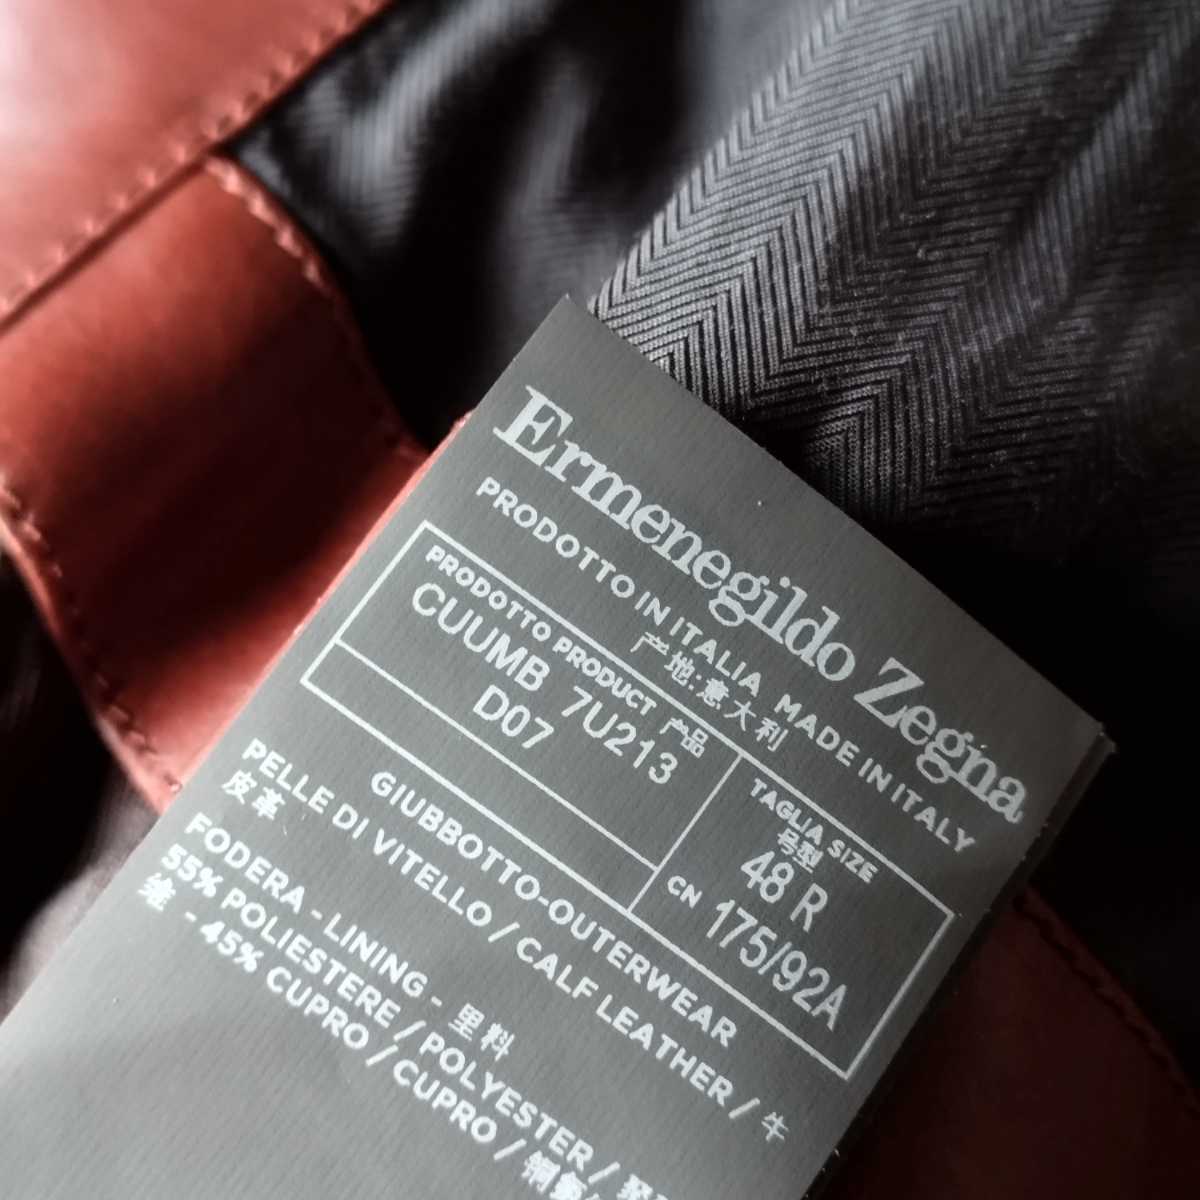 Ermenegildo Zegna
PRODOTTO IN ITALIA MADE IN ITALY
产地:意大利
PRODOTTO PRODUCT 产品
CUUMB 7U213
D07
TAGLIA SIZE
号型
48 R
CN 175/92A
GIUBBOTTO-OUTERWEAR
PELLE DI VITELLO / CALF LEATHER / 牛
皮革
FODERA - LINING - 里料
55% POLIESTERE / POLYESTER /
- 45% CUPRO / CUPRO /